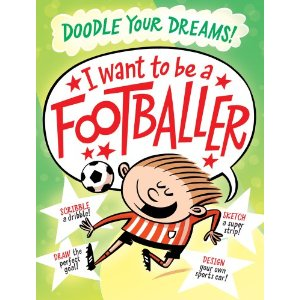 DOODLE YOUR DREAMS!
I WANT to be a
FOOTBALLER
SCRIBBLE
a dribble!
SKETCH
a super
strip!
DRAW the
perfect
goal!
DESIGN
your own
sports car!